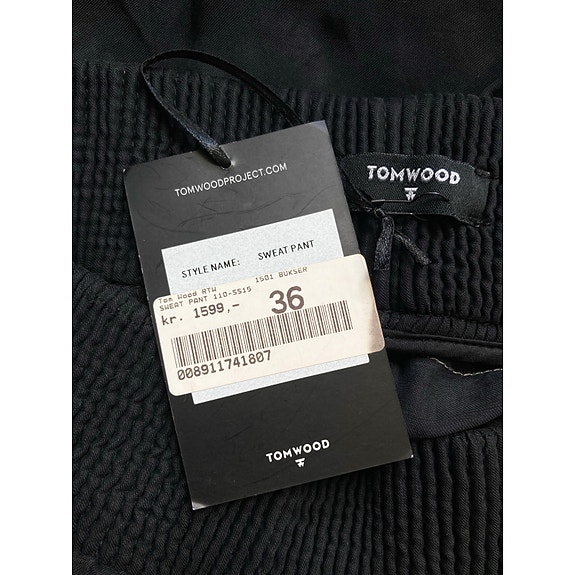 TOMWOODPROJECT.COM
TOMWOOD
STYLE NAME: SWEAT PANT
Tom Wood RTW 1501 BUKSER
SWEAT PANT 110-SS15
kr. 1599,- 36
008911741807
TOMWOOD